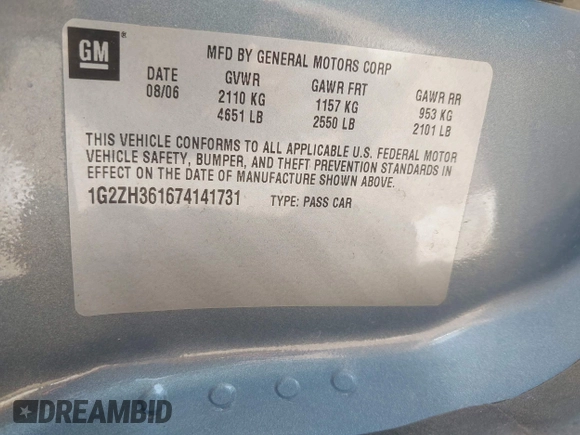 GM ®
MFD BY GENERAL MOTORS CORP
DATE GVWR GAWR FRT GAWR RR
08/06 2110 KG 1157 KG 953 KG
4651 LB 2550 LB 2101 LB
THIS VEHICLE CONFORMS TO ALL APPLICABLE U.S. FEDERAL MOTOR
VEHICLE SAFETY, BUMPER, AND THEFT PREVENTION STANDARDS IN
EFFECT ON THE DATE OF MANUFACTURE SHOWN ABOVE.
1G2ZH361674141731 TYPE: PASS CAR
DREAMBID